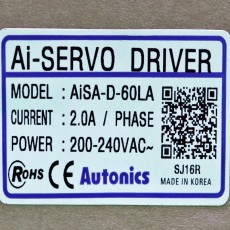 Ai-SERVO DRIVER
MODEL : AiSA-D-60LA
CURRENT : 2.0A / PHASE
POWER : 200-240VAC~
RoHS CE Autonics
SJ16R
MADE IN KOREA